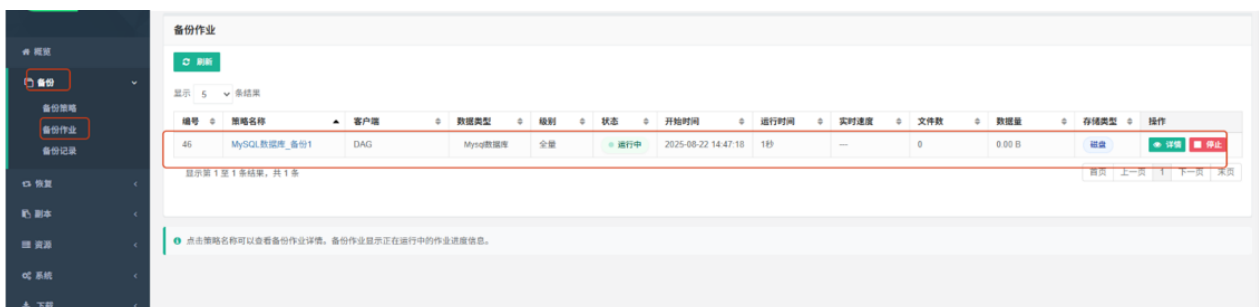 备份作业
概览
刷新
备份
显示 5 条结果
备份策略
编号 策略名称 客户端 数据类型 级别 状态 开始时间 运行时间 实时速度 文件数 数据量 存储类型 操作
备份作业
46 MySQL数据库_备份1 DAG Mysql数据库 全量 运行中 2025-08-22 14:47:18 1秒 — 0 0.00 B 磁盘 详情 停止
备份记录
显示第 1 至 1 条结果，共 1 条
首页 上一页 1 下一页 末页
恢复
副本
资源
点击策略名称可以查看备份作业详情。备份作业显示正在运行中的作业进度信息。
系统
下载